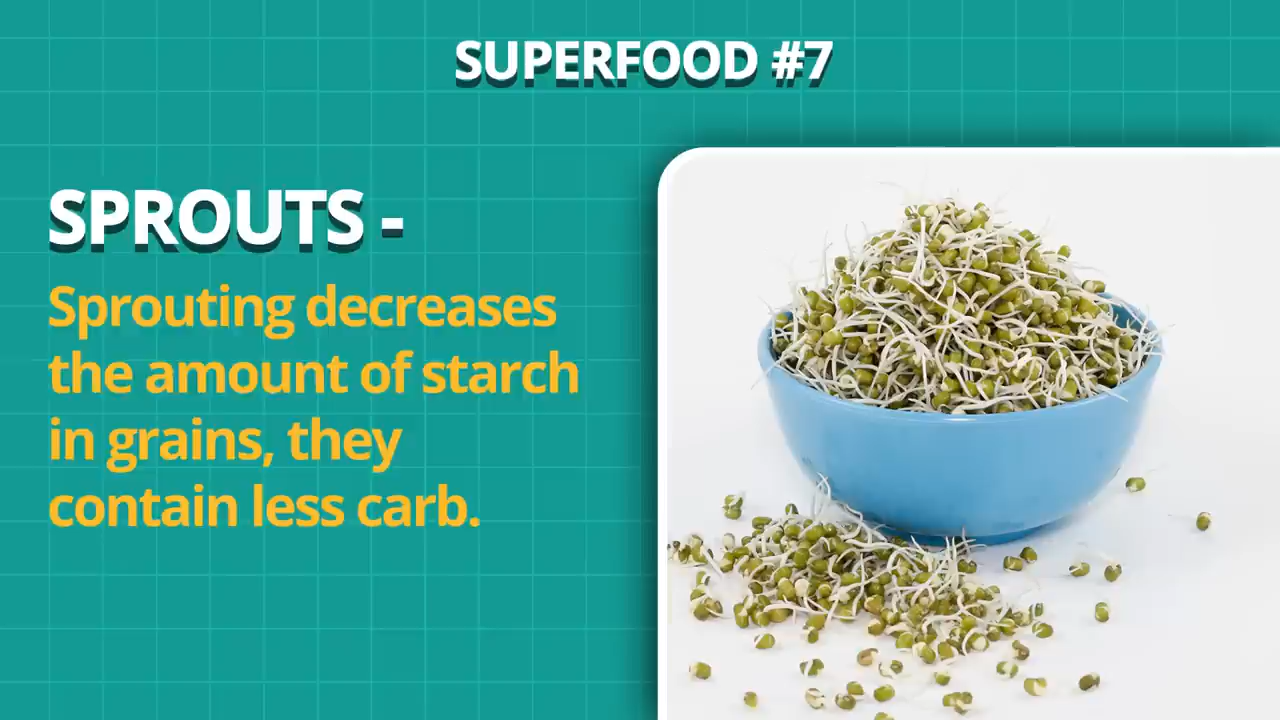 SUPERFOOD #7
SPROUTS -
Sprouting decreases
the amount of starch
in grains, they
contain less carb.